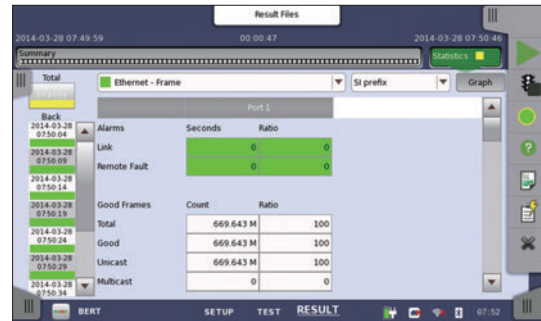 Result Files
2014-03-28 07:49:59 00:00:47 2014-03-28 07:50:46
Summary Statistics
Total Ethernet - Frame SI prefix Graph
Back Port 1
2014-03-28 07:50:04
2014-03-28 07:50:09
2014-03-28 07:50:14
2014-03-28 07:50:19
2014-03-28 07:50:24
2014-03-28 07:50:29
2014-03-28 07:50:34
Alarms Seconds Ratio
Link 0 0
Remote Fault 0 0
Good Frames Count Ratio
Total 669.643 M 100
Good 669.643 M 100
Unicast 669.643 M 100
Multicast 0 0
BERT SETUP TEST RESULT 07:52